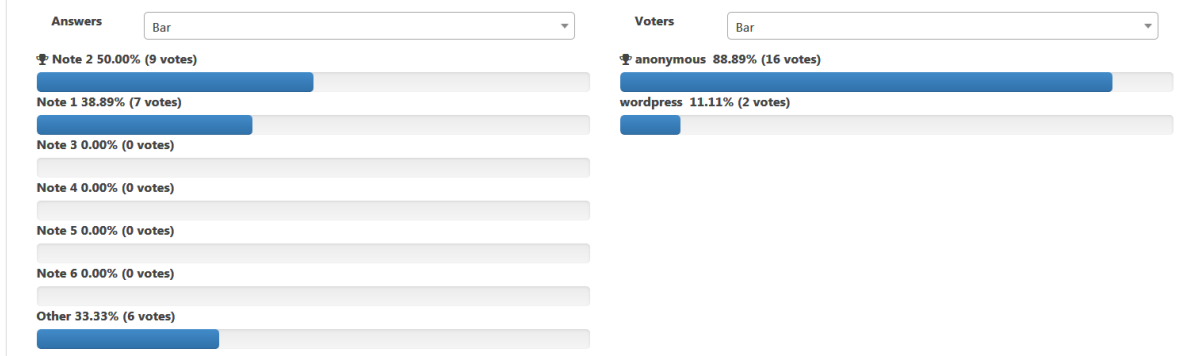 Answers
Bar
Note 2 50.00% (9 votes)
Note 1 38.89% (7 votes)
Note 3 0.00% (0 votes)
Note 4 0.00% (0 votes)
Note 5 0.00% (0 votes)
Note 6 0.00% (0 votes)
Other 33.33% (6 votes)
Voters
Bar
anonymous 88.89% (16 votes)
wordpress 11.11% (2 votes)